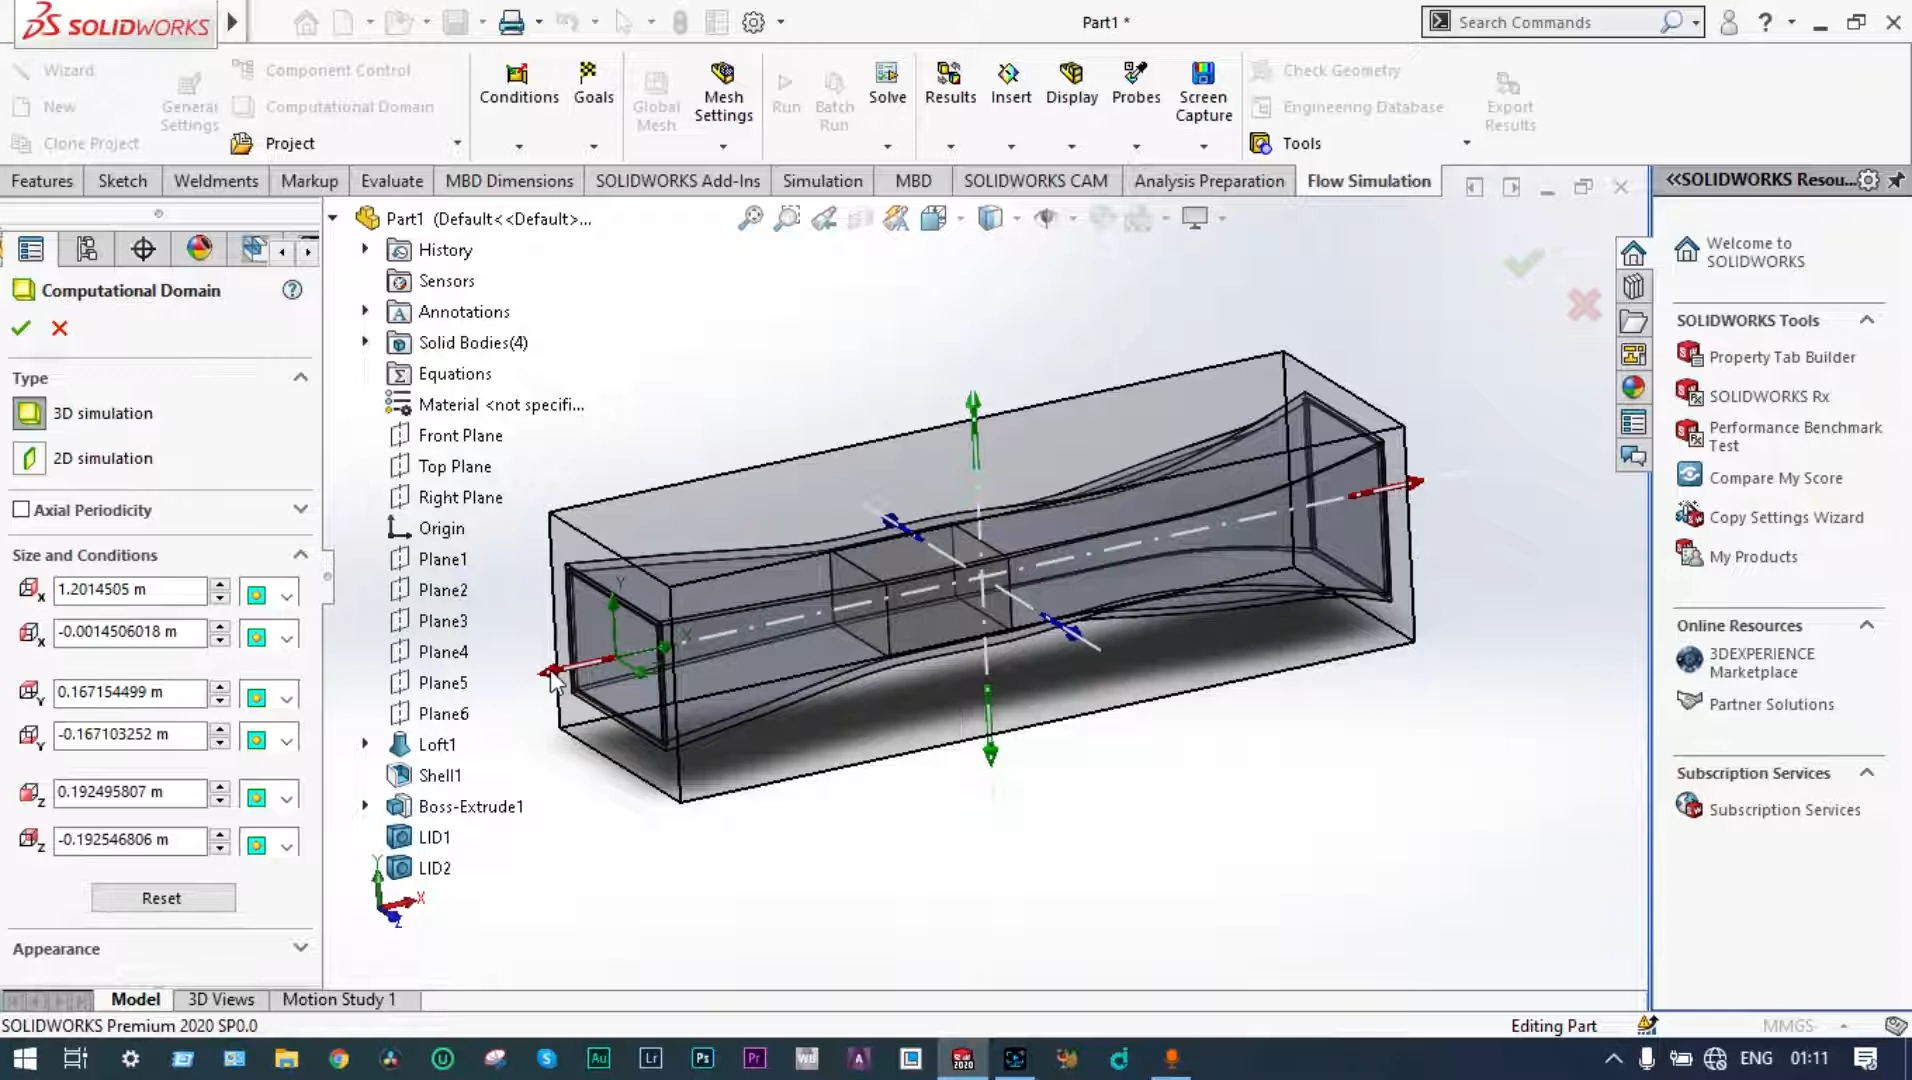 SOLIDWORKS
Part1 *
Search Commands
Wizard
New
Clone Project
General
Settings
Component Control
Computational Domain
Project
Conditions
Goals
Global
Mesh
Mesh
Settings
Run
Batch
Run
Solve
Results
Insert
Display
Probes
Screen
Capture
Check Geometry
Engineering Database
Tools
Export
Results
Features
Sketch
Weldments
Markup
Evaluate
MBD Dimensions
SOLIDWORKS Add-Ins
Simulation
MBD
SOLIDWORKS CAM
Analysis Preparation
Flow Simulation
SOLIDWORKS Resou...
Computational Domain
Type
3D simulation
2D simulation
Axial Periodicity
Size and Conditions
X 1.2014505 m
X -0.0014506018 m
Y 0.167154499 m
Y -0.167103252 m
Z 0.192495807 m
Z -0.192546806 m
Reset
Appearance
Part1 (Default<<Default>...
History
Sensors
Annotations
Solid Bodies(4)
Equations
Material <not specifi...
Front Plane
Top Plane
Right Plane
Origin
Plane1
Plane2
Plane3
Plane4
Plane5
Plane6
Loft1
Shell1
Boss-Extrude1
LID1
LID2
Y
X
Y
X
Z
Welcome to
SOLIDWORKS
SOLIDWORKS Tools
Property Tab Builder
SOLIDWORKS Rx
Performance Benchmark
Test
Compare My Score
Copy Settings Wizard
My Products
Online Resources
3DEXPERIENCE
Marketplace
Partner Solutions
Subscription Services
Subscription Services
Model
3D Views
Motion Study 1
SOLIDWORKS Premium 2020 SP0.0
Editing Part
MMGS
Au
Lr
Ps
Pr
WB
A
2020
ENG
01:11